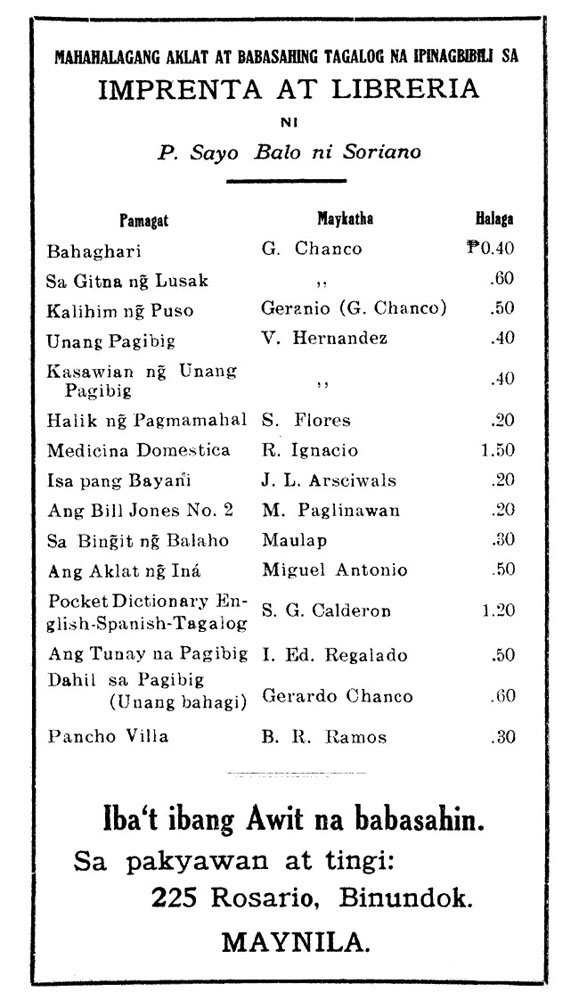 MAHAHALAGANG AKLAT AT BABASAHING TAGALOG NA IPINAGBIBILI SA
IMPRENTA AT LIBRERIA
NI
P. Sayo Balo ni Soriano
Pamagat Maykatha Halaga
Bahaghari G. Chanco ₱0.40
Sa Gitna ng̃ Lusak ,, .60
Kalihim ng̃ Puso Geranio (G. Chanco) .50
Unang Pagibig V. Hernandez .40
Kasawian ng̃ Unang
Pagibig ,, .40
Halik ng̃ Pagmamahal S. Flores .20
Medicina Domestica R. Ignacio 1.50
Isa pang Bayani J. L. Arsciwals .20
Ang Bill Jones No. 2 M. Paglinawan .20
Sa Bing̃it ng̃ Balaho Maulap .30
Ang Aklat ng̃ Iná Miguel Antonio .50
Pocket Dictionary En-
glish-Spanish-Tagalog S. G. Calderon 1.20
Ang Tunay na Pagibig I. Ed. Regalado .50
Dahil sa Pagibig
(Unang bahagi) Gerardo Chanco .60
Pancho Villa B. R. Ramos .30
Iba‘t ibang Awit na babasahin.
Sa pakyawan at tingi:
225 Rosario, Binundok.
MAYNILA.